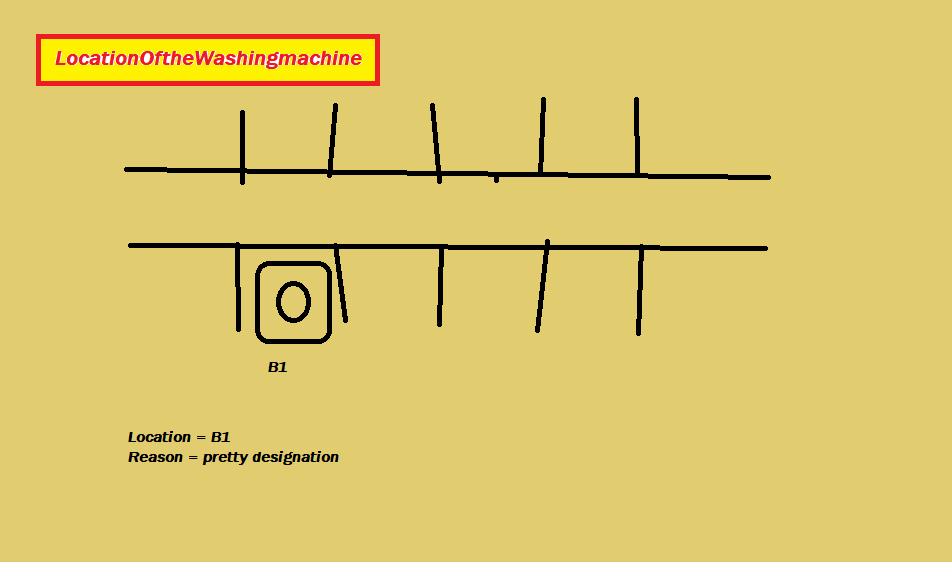 LocationOftheWashingmachine
B1
Location = B1
Reason = pretty designation